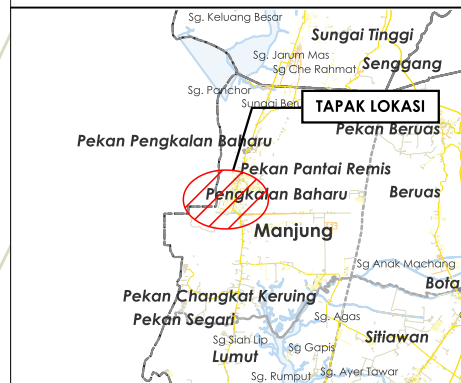 Sg. Keluang Besar
Sungai Tinggi
Sg. Jarum Mas
Senggang
Sg Che Rahmat
Sg. Parichor
Sungai Ber
TAPAK LOKASI
Pekan Beruas
Pekan Pengkalan Baharu
Pekan Pantai Remis
Pengkalan Baharu
Beruas
Manjung
Sg Anak Machang
Bota
Pekan Changkat Keruing
Pekan Segari
Sg. Agas
Sg Siah Lip
Sg Gapis
Sitiawan
Lumut
Sg. Rumput
Sg. Ayer Tawar